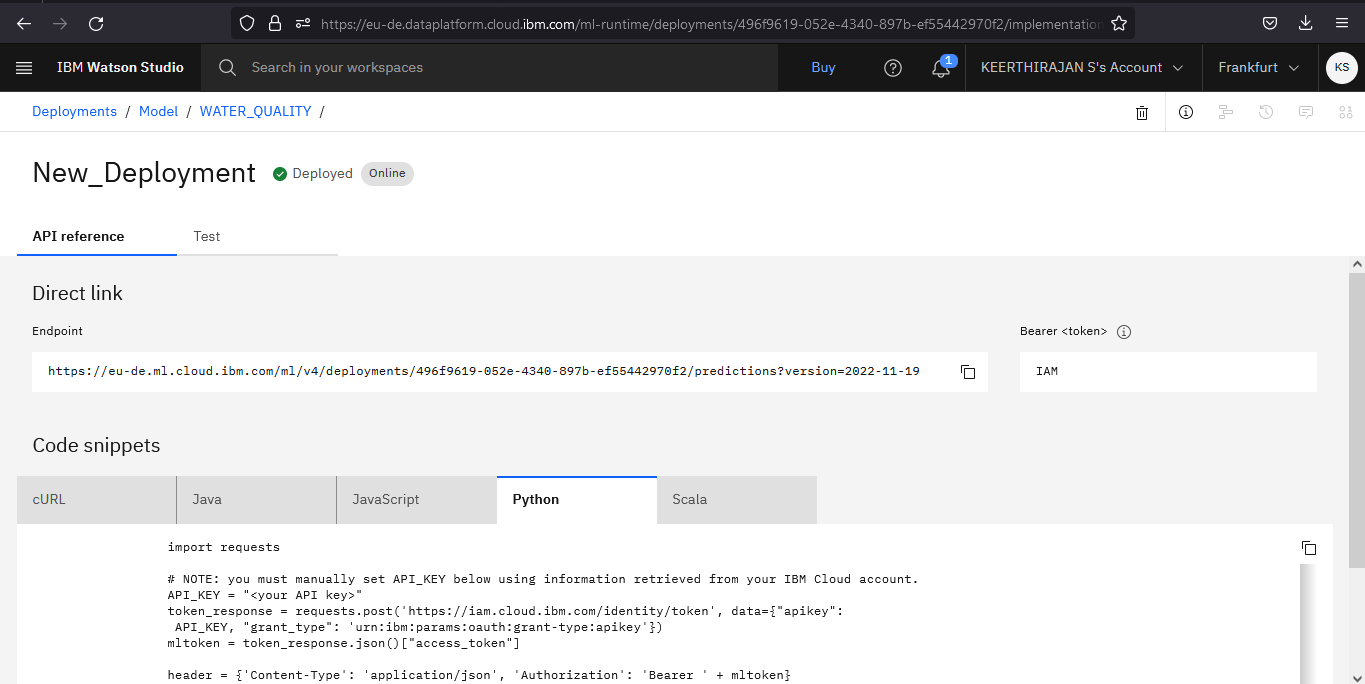 https://eu-de.dataplatform.cloud.ibm.com/ml-runtime/deployments/496f9619-052e-4340-897b-ef55442970f2/implementation
IBM Watson Studio
Search in your workspaces
Buy
1
KEERTHIRAJAN S's Account
Frankfurt
KS
Deployments / Model / WATER_QUALITY /
New_Deployment
Deployed
Online
API reference
Test
Direct link
Endpoint
Bearer <token>
https://eu-de.ml.cloud.ibm.com/ml/v4/deployments/496f9619-052e-4340-897b-ef55442970f2/predictions?version=2022-11-19
IAM
Code snippets
cURL
Java
JavaScript
Python
Scala
import requests
# NOTE: you must manually set API_KEY below using information retrieved from your IBM Cloud account.
API_KEY = "<your API key>"
token_response = requests.post('https://iam.cloud.ibm.com/identity/token', data={"apikey":
API_KEY, "grant_type": 'urn:ibm:params:oauth:grant-type:apikey'})
mltoken = token_response.json()["access_token"]
header = {'Content-Type': 'application/json', 'Authorization': 'Bearer ' + mltoken}